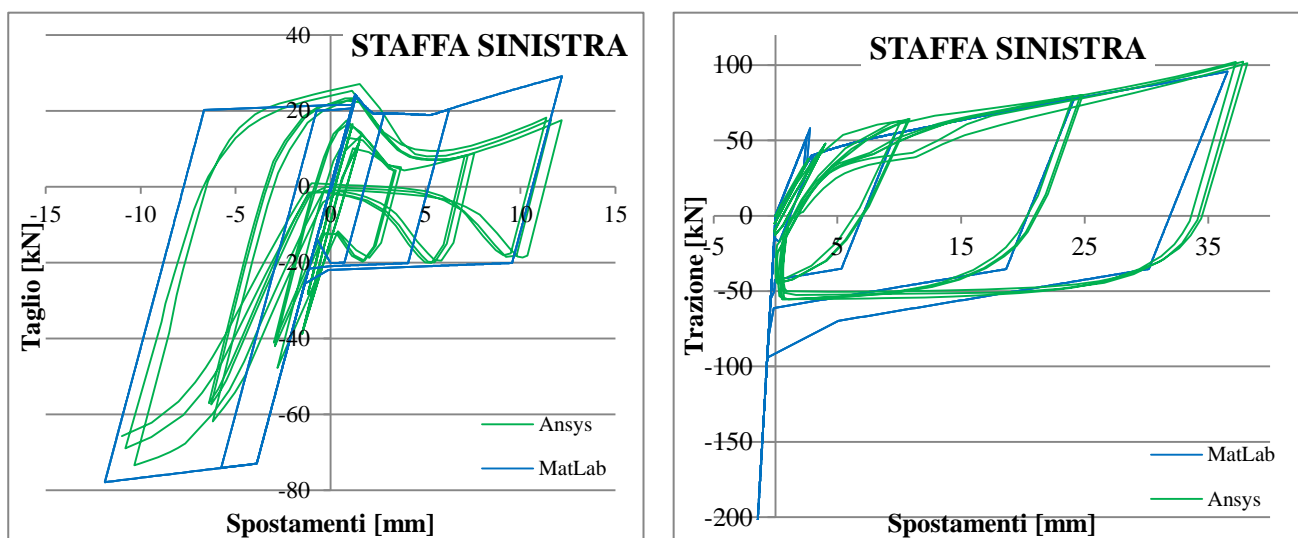 STAFFA SINISTRA
40
20
0
-20
-40
-60
-80
-15
-10
-5
0
5
10
15
Taglio [kN]
Spostamenti [mm]
Ansys
MatLab
STAFFA SINISTRA
100
50
0
-50
-100
-150
-200
-5
5
15
25
35
Trazione [kN]
Spostamenti [mm]
MatLab
Ansys